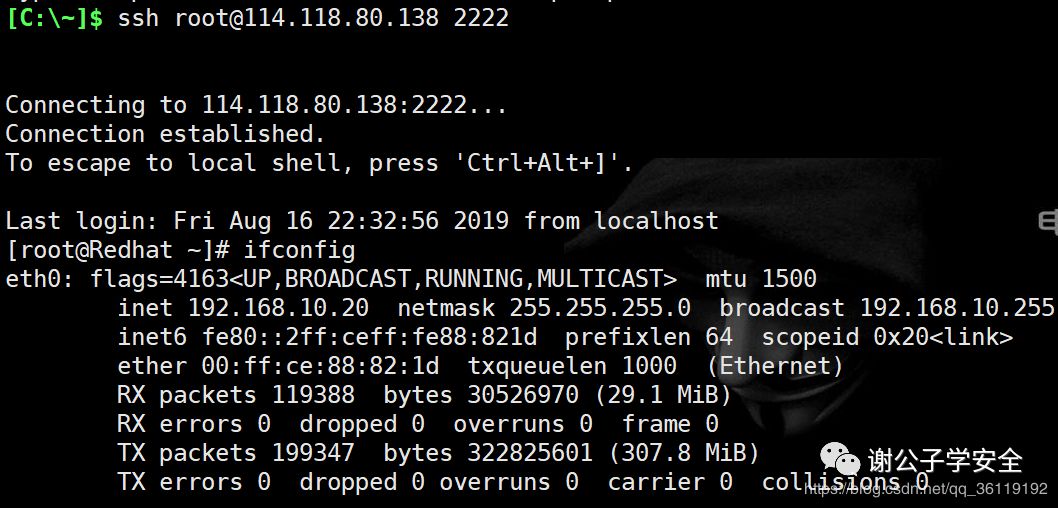 [C:\~]$ ssh root@114.118.80.138 2222
Connecting to 114.118.80.138:2222...
Connection established.
To escape to local shell, press 'Ctrl+Alt+]'.
Last login: Fri Aug 16 22:32:56 2019 from localhost
[root@Redhat ~]# ifconfig
eth0: flags=4163<UP,BROADCAST,RUNNING,MULTICAST>  mtu 1500
inet 192.168.10.20  netmask 255.255.255.0  broadcast 192.168.10.255
inet6 fe80::2ff:ceff:fe88:821d  prefixlen 64  scopeid 0x20<link>
ether 00:ff:ce:88:82:1d  txqueuelen 1000  (Ethernet)
RX packets 119388  bytes 30526970 (29.1 MiB)
RX errors 0  dropped 0  overruns 0  frame 0
TX packets 199347  bytes 322825601 (307.8 MiB)
TX errors 0  dropped 0 overruns 0  carrier 0  collisions 0
谢公子学安全
https://blog.csdn.net/qq_36119192